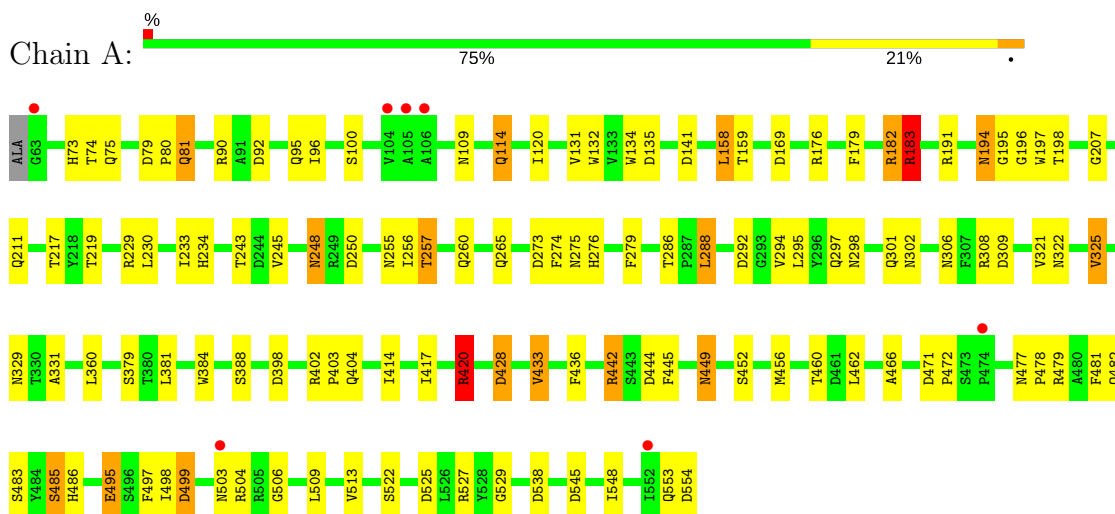 %
Chain A:
75% 21% •
ALA G63 H73 T74 Q75 D79 P80 Q81 R90 A91 D92 Q95 I96 S100 V104 A105 A106 N109 Q114 I120 V131 W132 V133 W134 D135 D141 L158 T159 D169 R176 F179 R182 R183 R191 N194 G195 G196 W197 T198 G207
Q211 T217 Y218 T219 R229 L230 I233 H234 T243 D244 V245 N248 R249 D250 N255 I256 T257 Q260 Q265 D273 F274 N275 H276 F279 T286 P287 L288 D292 G293 V294 L295 Y296 Q297 N298 Q301 N302 N306 F307 R308 D309 V321 N322 V325
N329 T330 A331 L360 S379 T380 L381 W384 S388 D398 R402 P403 Q404 I414 I417 R420 D428 V433 F436 R442 S443 D444 F445 N449 S452 M456 T460 D461 L462 A466 D471 P472 S473 P474 N477 P478 R479 A480 F481
S483 Y484 S485 H486 E495 S496 F497 I498 D499 N503 R504 R505 G506 L509 V513 S522 D525 L526 R527 Y528 G529 D538 D545 I548 I552 Q553 D554